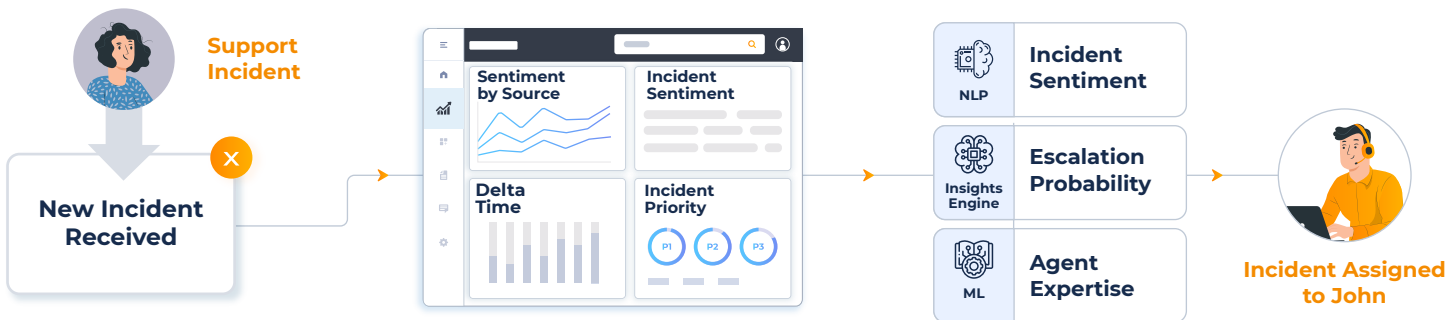 Support
Incident
X
New Incident
Received
Sentiment
by Source
Incident
Sentiment
Delta
Time
Incident
Priority
P1
P2
P3
NLP
Incident
Sentiment
Insights
Engine
Escalation
Probability
ML
Agent
Expertise
Incident Assigned
to John